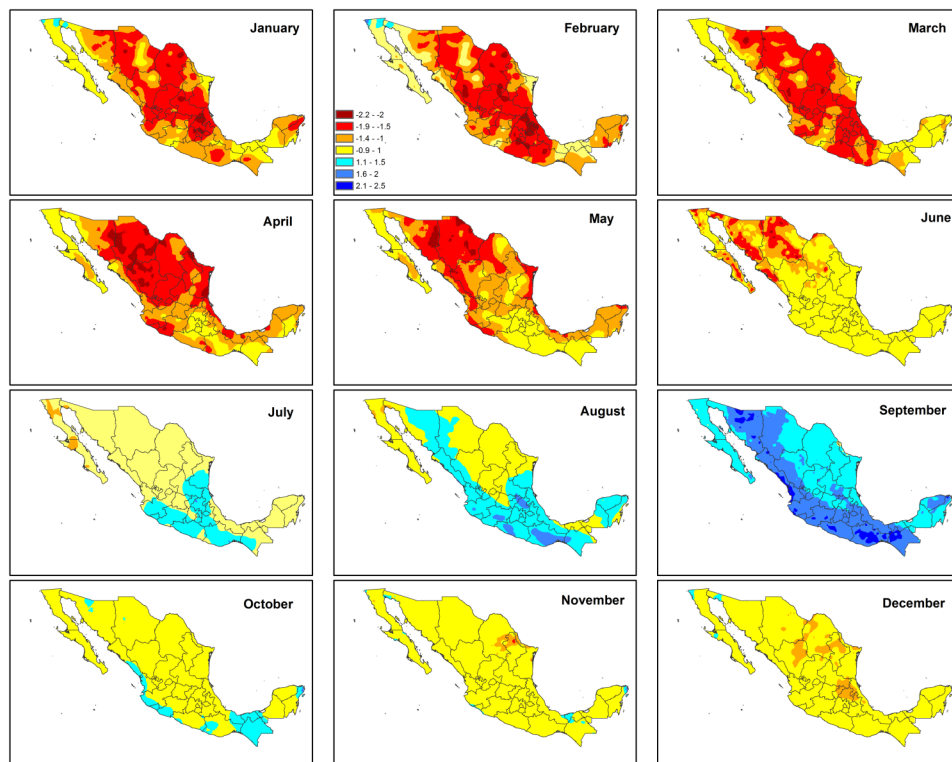 January
February
March
-2.2 - -2
-1.9 - -1.5
-1.4 - -1
-0.9 - 1
1.1 - 1.5
1.6 - 2
2.1 - 2.5
April
May
June
July
August
September
October
November
December